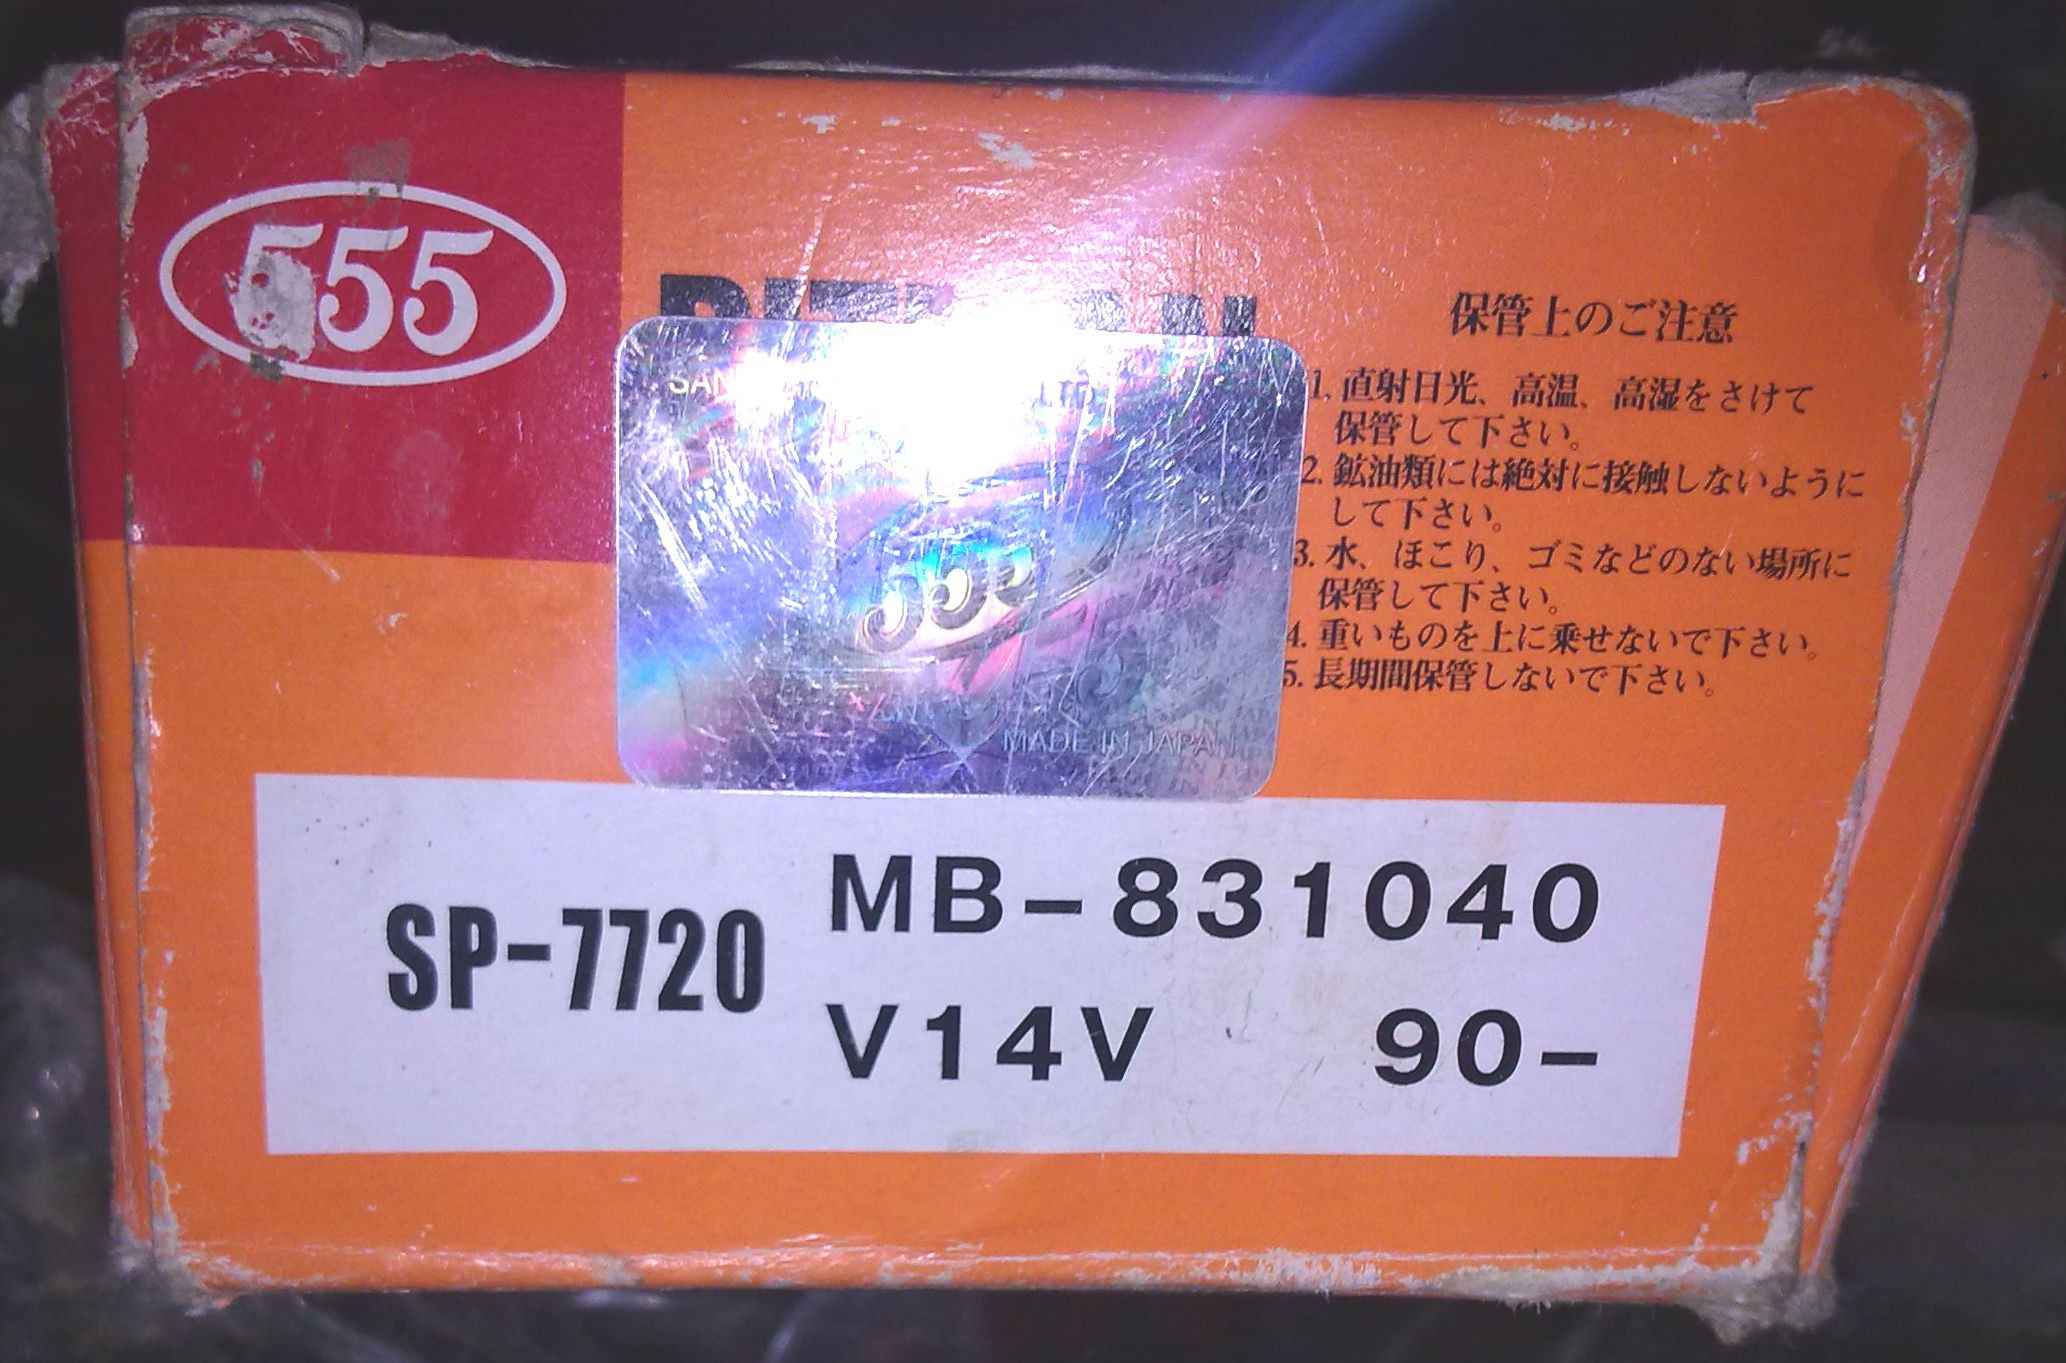 555
保管上のご注意
1. 直射日光、高温、高湿をさけて
保管して下さい。
2. 鉱油類には絶対に接触しないように
して下さい。
3. 水、ほこり、ゴミなどのない場所に
保管して下さい。
4. 重いものを上に乗せないで下さい。
5. 長期間保管しないで下さい。
555
MADE IN JAPAN
SP-7720
MB-831040
V14V 90-